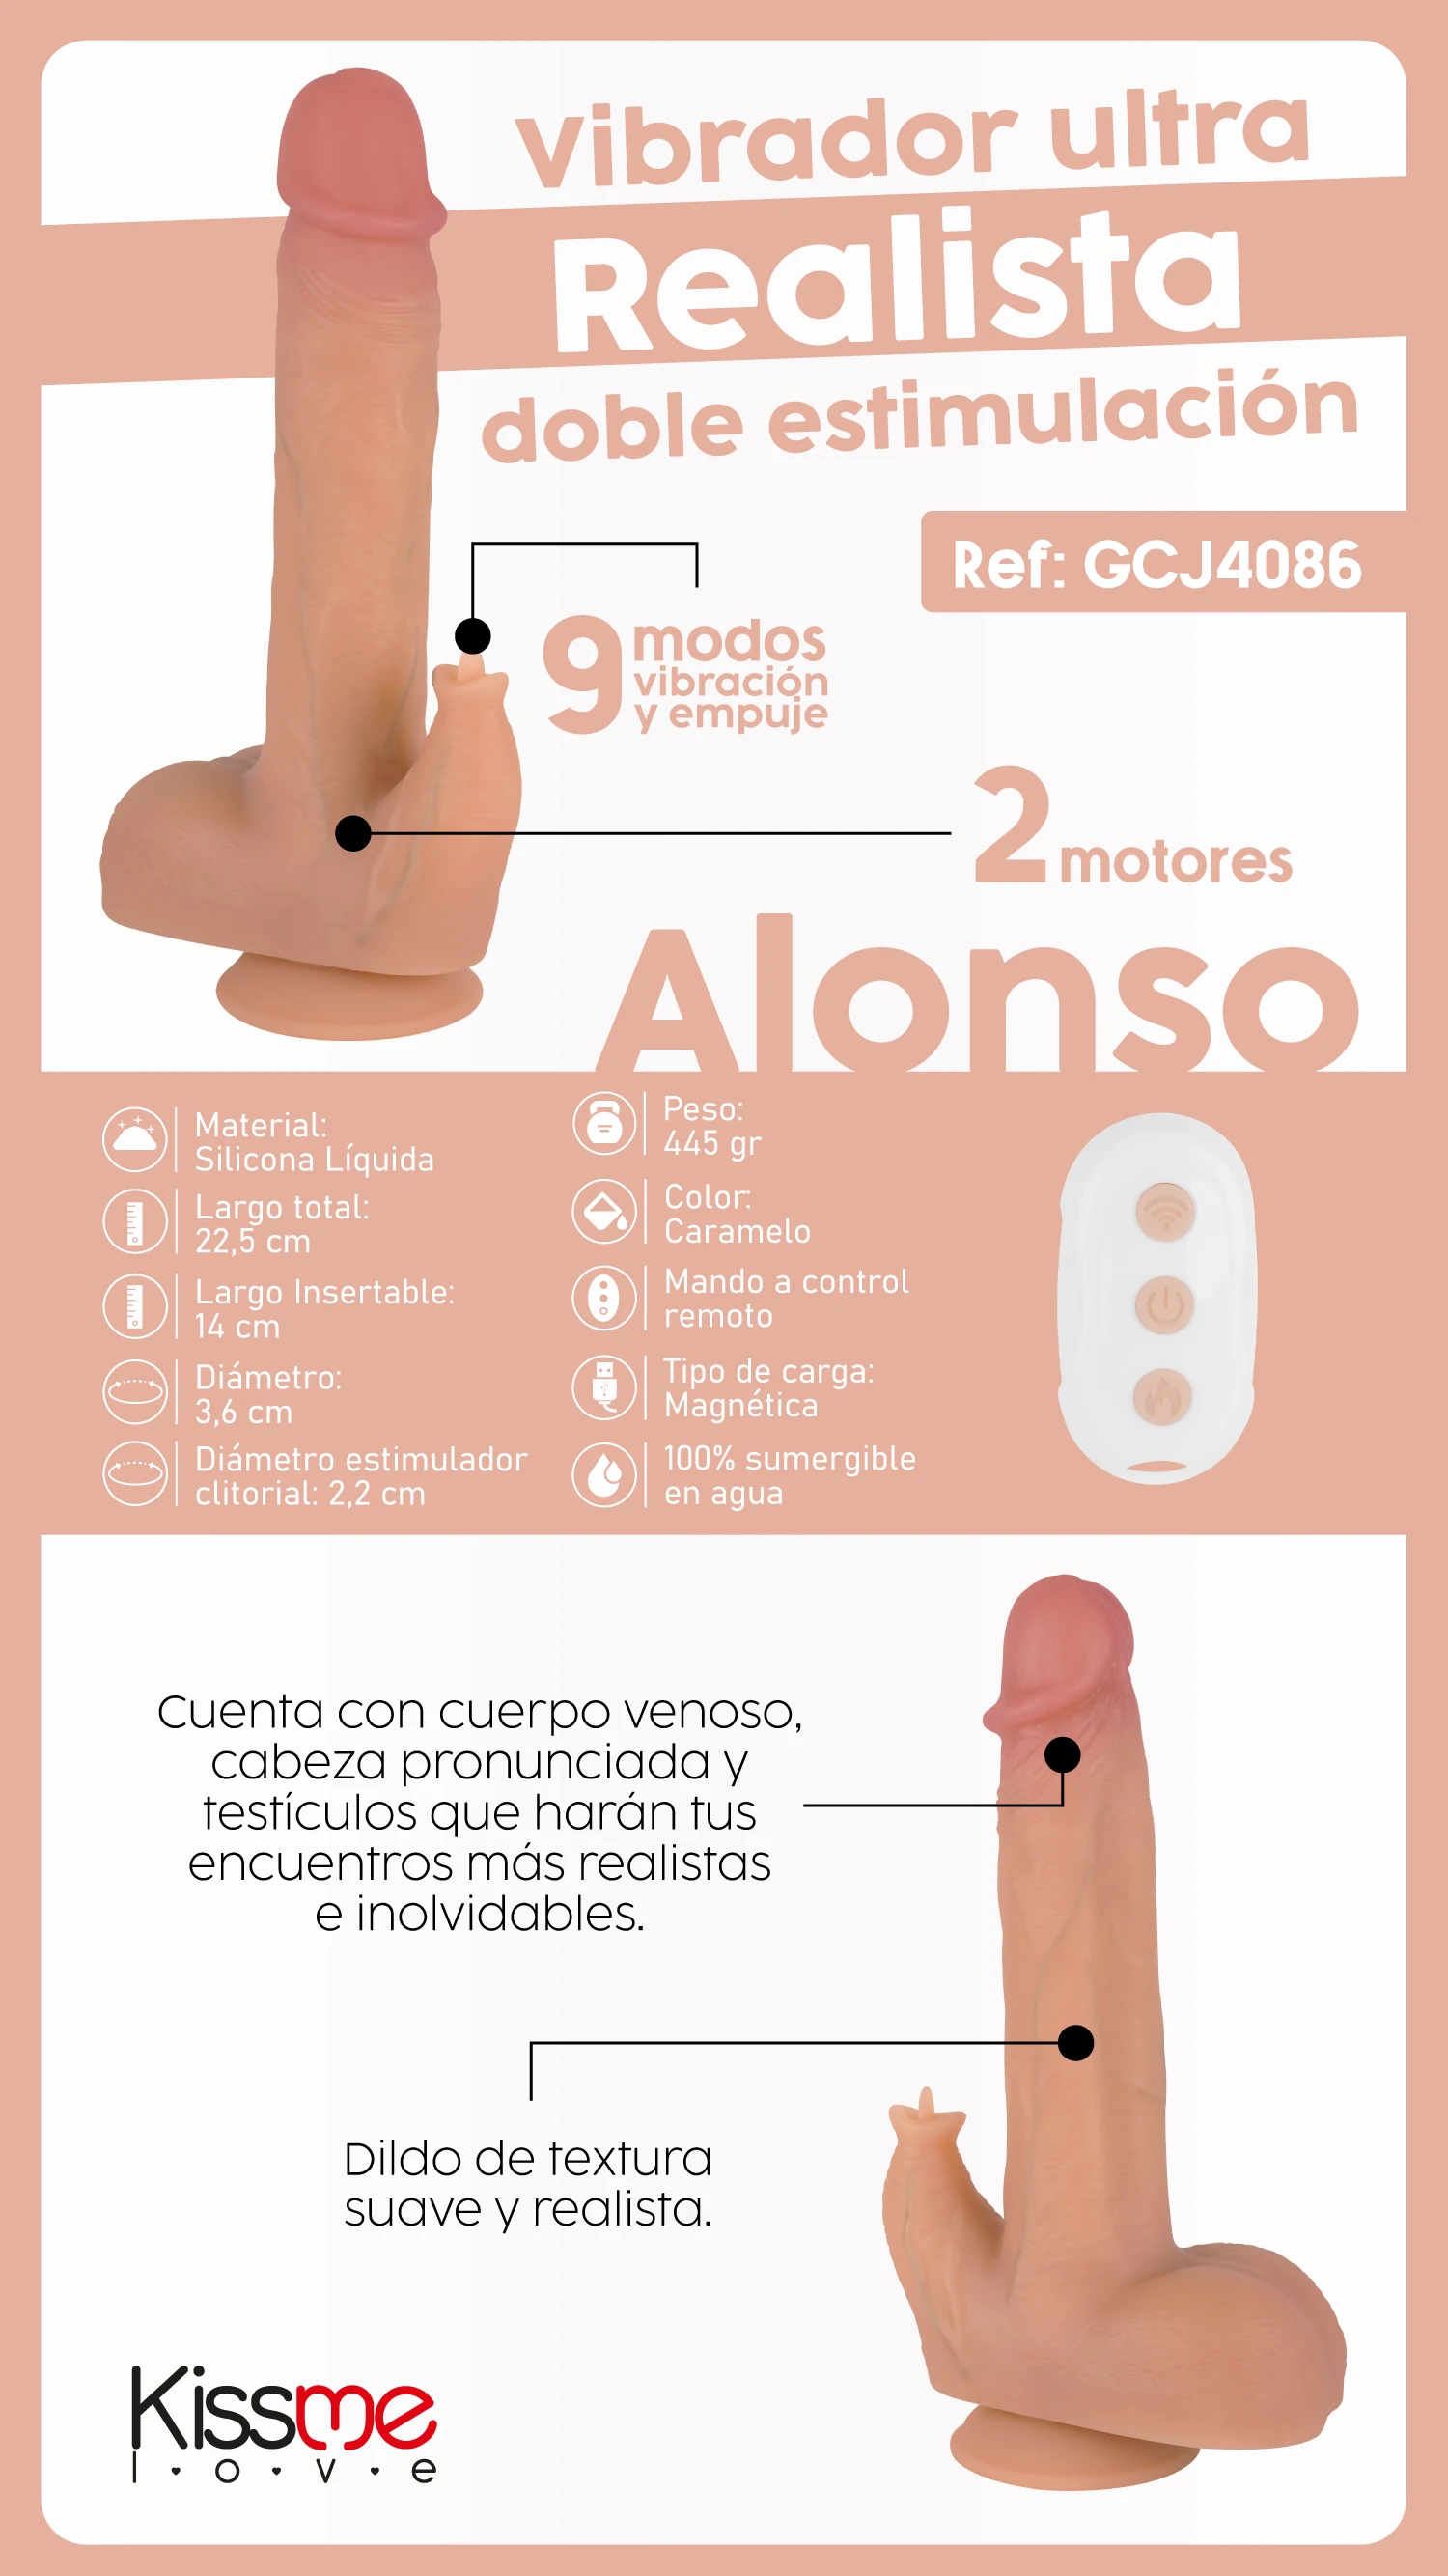 Vibrador ultra
Realista
doble estimulación
Ref: GCJ4086
9 modos
vibración
y empuje
2 motores
Alonso
Material:
Silicona Líquida
Largo total:
22,5 cm
Largo Insertable:
14 cm
Diámetro:
3,6 cm
Diámetro estimulador
clitorial: 2,2 cm
Peso:
445 gr
Color:
Caramelo
Mando a control
remoto
Tipo de carga:
Magnética
100% sumergible
en agua
Cuenta con cuerpo venoso,
cabeza pronunciada y
testículos que harán tus
encuentros más realistas
e inolvidables.
Dildo de textura
suave y realista.
Kissme
love